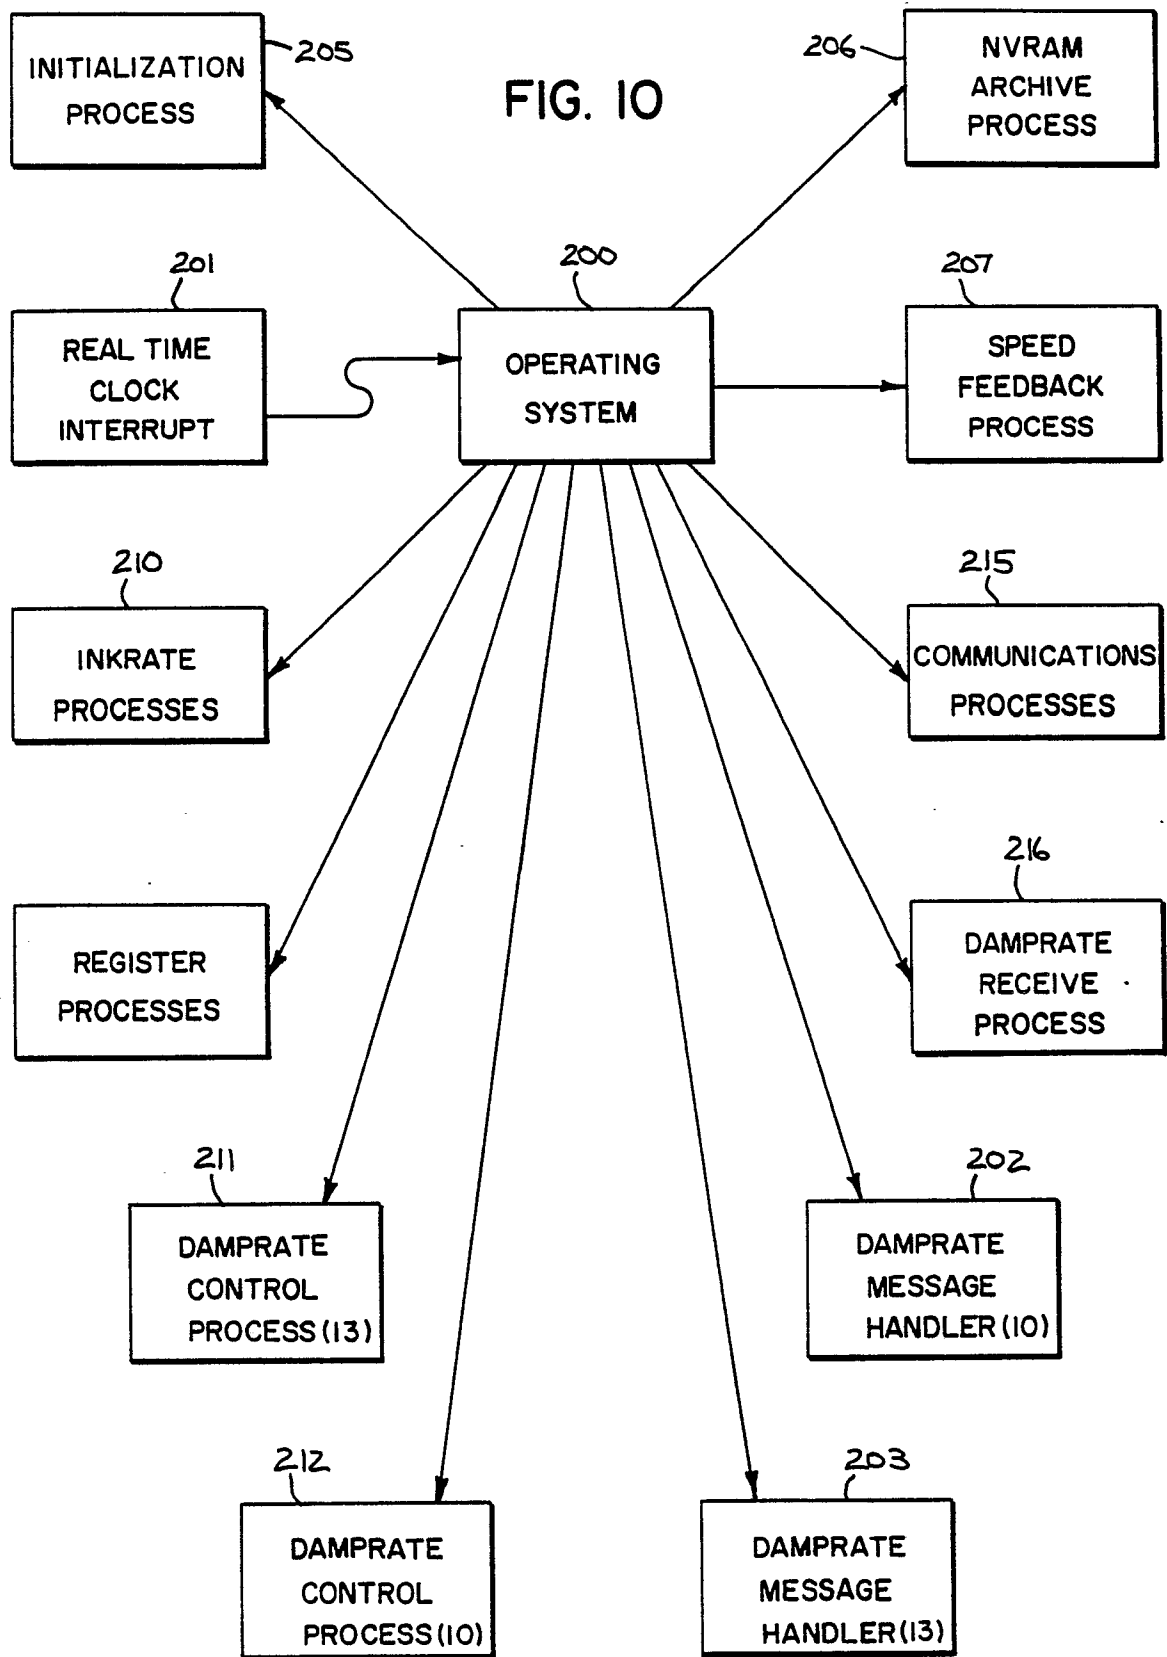 205
INITIALIZATION
PROCESS
FIG. 10
206
NVRAM
ARCHIVE
PROCESS
201
REAL TIME
CLOCK
INTERRUPT
200
OPERATING
SYSTEM
207
SPEED
FEEDBACK
PROCESS
210
INKRATE
PROCESSES
215
COMMUNICATIONS
PROCESSES
REGISTER
PROCESSES
216
DAMPRATE
RECEIVE
PROCESS
211
DAMPRATE
CONTROL
PROCESS(13)
202
DAMPRATE
MESSAGE
HANDLER(10)
212
DAMPRATE
CONTROL
PROCESS(10)
203
DAMPRATE
MESSAGE
HANDLER(13)